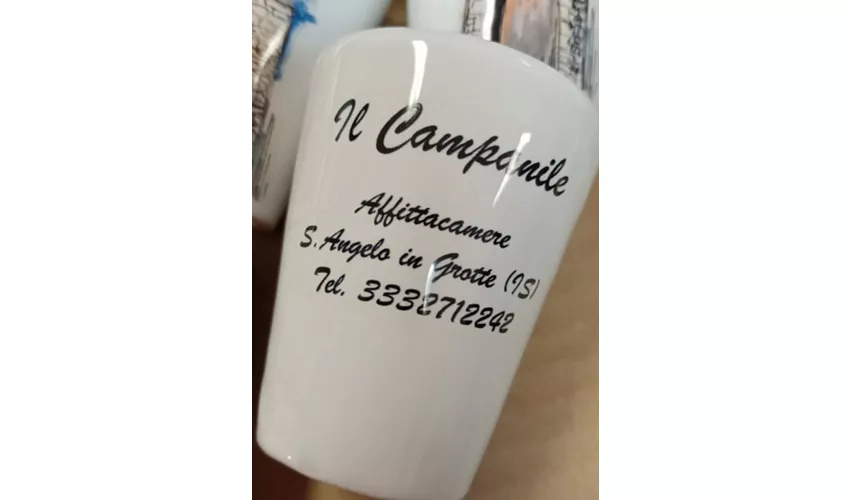 Il Campanile
Affittacamere
S. Angelo in Grotte (IS)
Tel. 3332712242